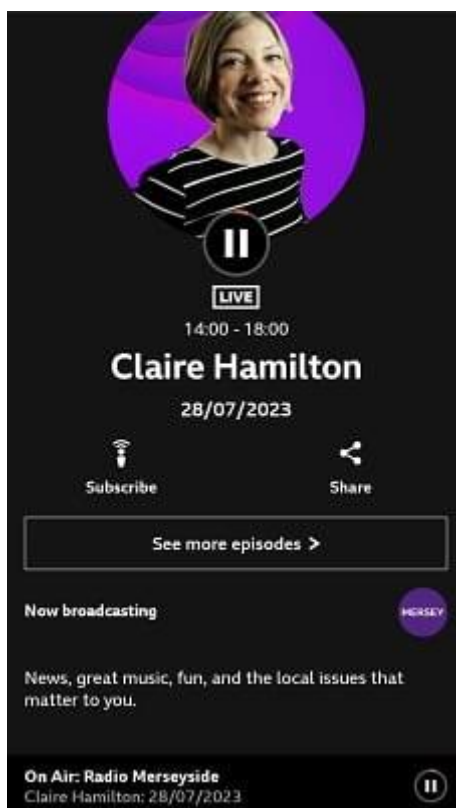 LIVE
14:00 - 18:00
Claire Hamilton
28/07/2023
Subscribe
Share
See more episodes >
Now broadcasting
MERSEY
News, great music, fun, and the local issues that
matter to you.
On Air: Radio Merseyside
Claire Hamilton: 28/07/2023